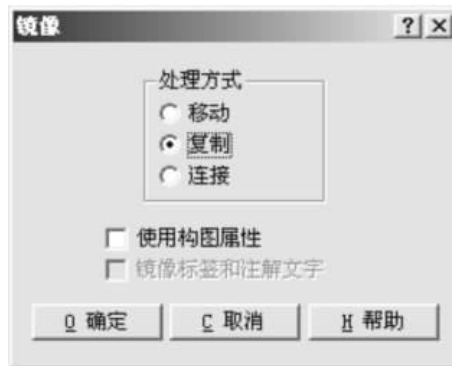 镜像
处理方式
移动
复制
连接
使用构图属性
镜像标签和注解文字
O 确定 C 取消 H 帮助